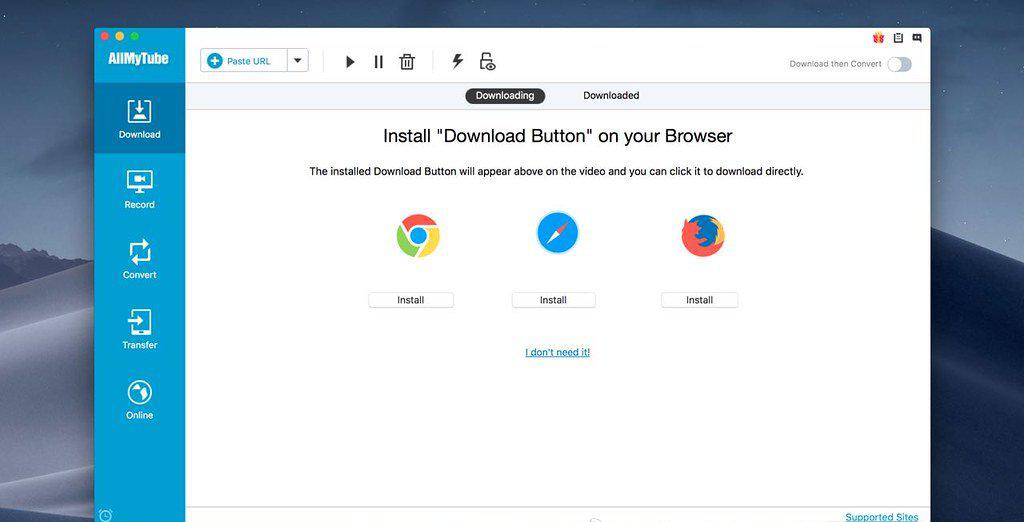 AllMyTube
Paste URL
Download then Convert
Downloading
Downloaded
Download
Record
Convert
Transfer
Online
Install "Download Button" on your Browser
The installed Download Button will appear above on the video and you can click it to download directly.
Install
Install
Install
I don't need it!
Supported Sites